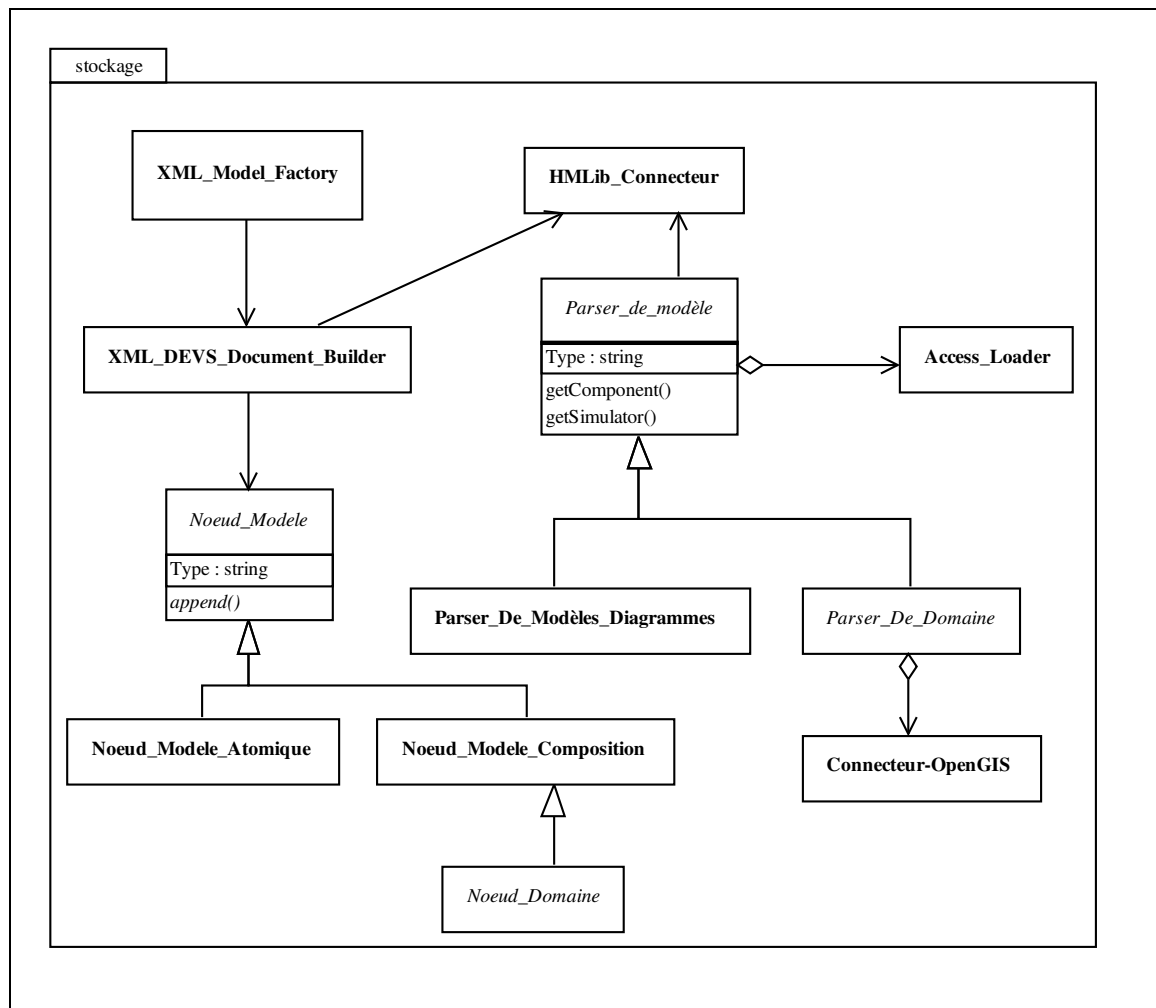 stockage
XML_Model_Factory
HMLib_Connecteur
Parser_de_modèle
Type : string
getComponent()
getSimulator()
XML_DEVS_Document_Builder
Access_Loader
Noeud_Modele
Type : string
append()
Parser_De_Modèles_Diagrammes
Parser_De_Domaine
Noeud_Modele_Atomique
Noeud_Modele_Composition
Connecteur-OpenGIS
Noeud_Domaine